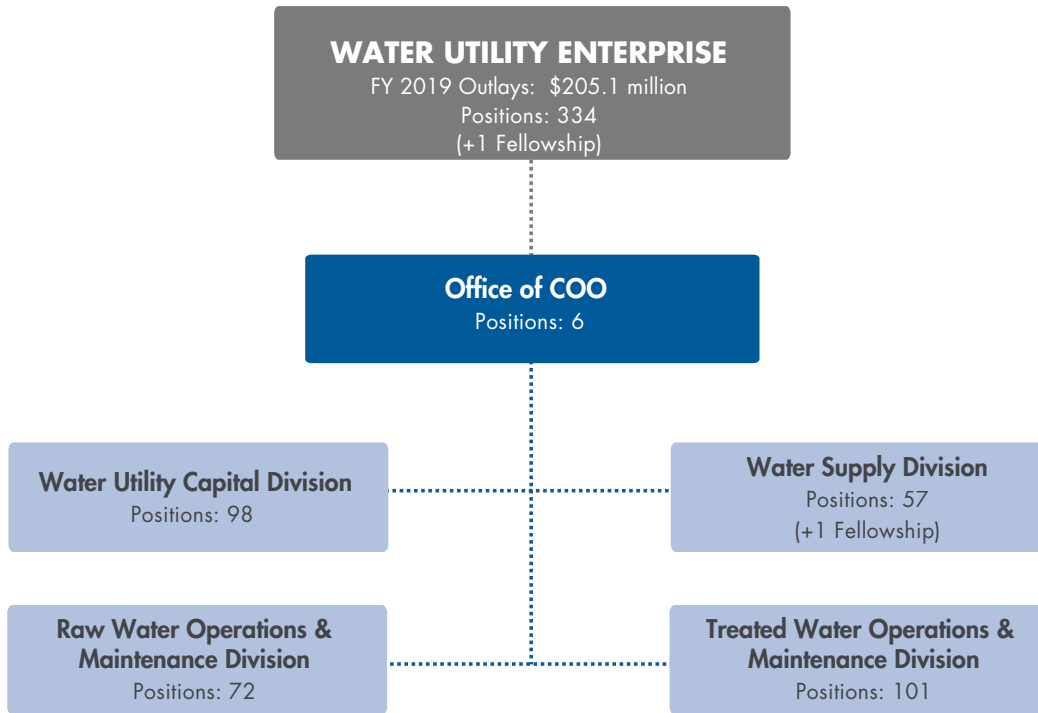 WATER UTILITY ENTERPRISE
FY 2019 Outlays: $205.1 million
Positions: 334
(+1 Fellowship)
Office of COO
Positions: 6
Water Utility Capital Division
Positions: 98
Water Supply Division
Positions: 57
(+1 Fellowship)
Raw Water Operations &
Maintenance Division
Positions: 72
Treated Water Operations &
Maintenance Division
Positions: 101